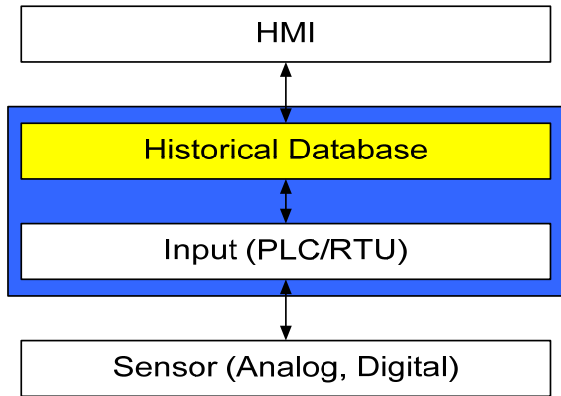 HMI
Historical Database
Input (PLC/RTU)
Sensor (Analog, Digital)